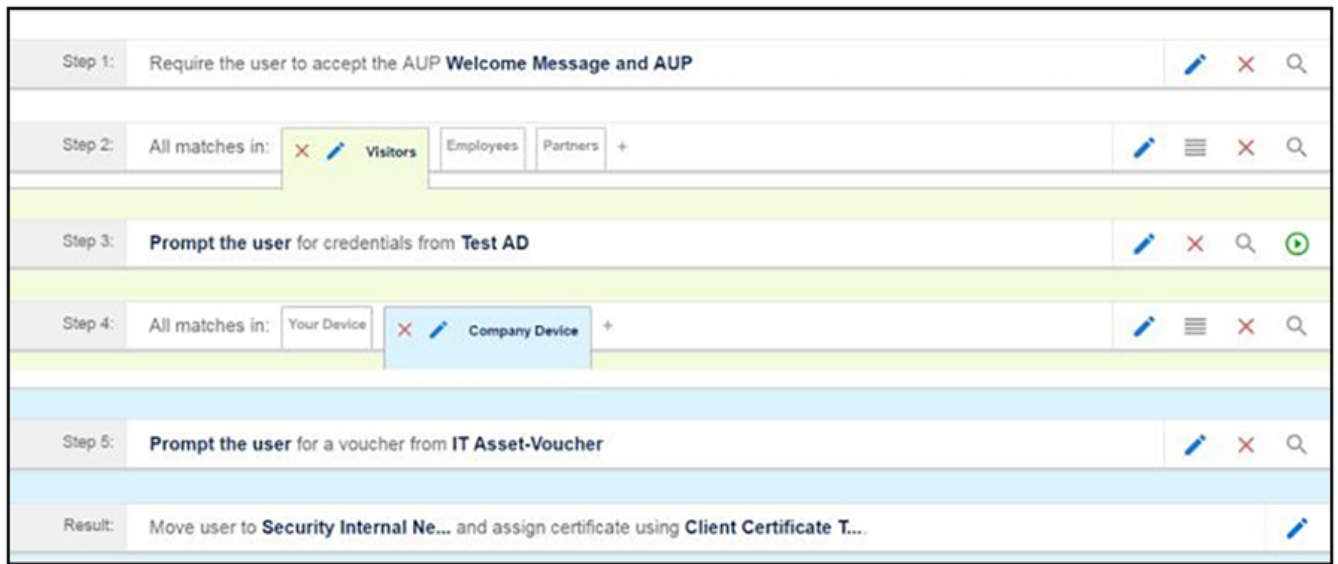 Step 1: Require the user to accept the AUP Welcome Message and AUP
Step 2: All matches in: Visitors Employees Partners +
Step 3: Prompt the user for credentials from Test AD
Step 4: All matches in: Your Device Company Device +
Step 5: Prompt the user for a voucher from IT Asset-Voucher
Result: Move user to Security Internal Ne... and assign certificate using Client Certificate T....